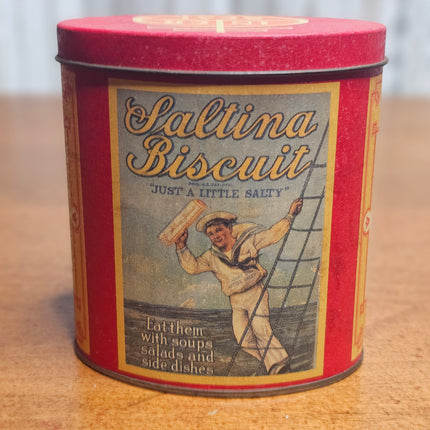 Saltina
Biscuit
"JUST A LITTLE SALTY"
Eat them
with soups
salads and
side dishes